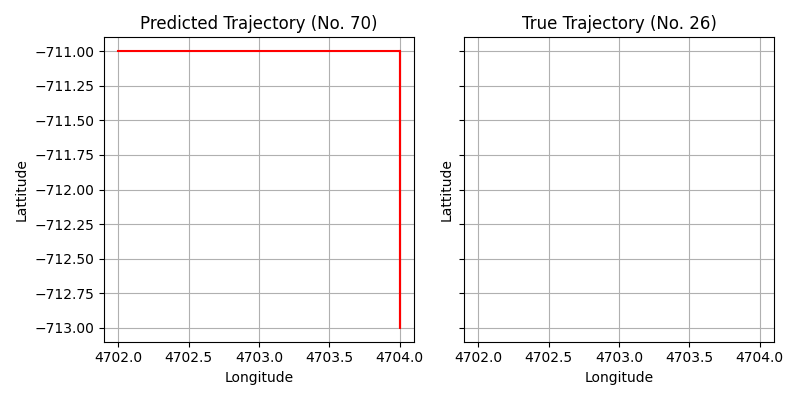 Predicted Trajectory (No. 70)
True Trajectory (No. 26)
Lattitude
−711.00
−711.25
−711.50
−711.75
−712.00
−712.25
−712.50
−712.75
−713.00
4702.0 4702.5 4703.0 4703.5 4704.0
Longitude
Lattitude
4702.0 4702.5 4703.0 4703.5 4704.0
Longitude